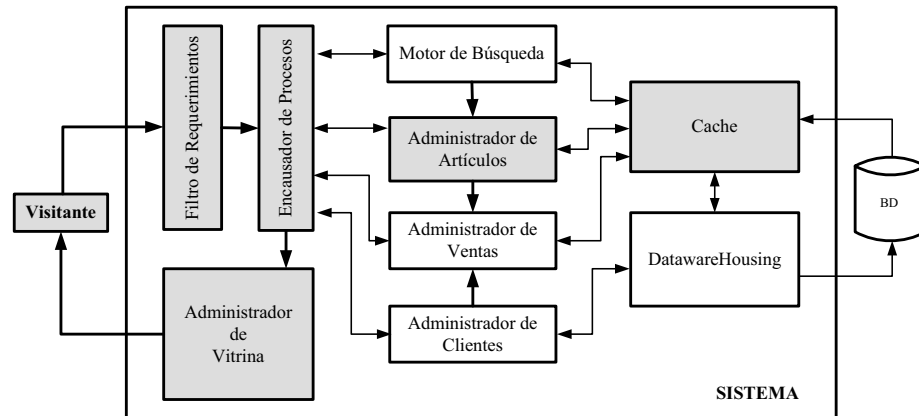 Visitante
Filtro de Requerimientos
Encausador de Procesos
Administrador
de
Vitrina
Motor de Búsqueda
Administrador de
Artículos
Administrador de
Ventas
Administrador de
Clientes
Cache
DatawareHousing
BD
SISTEMA